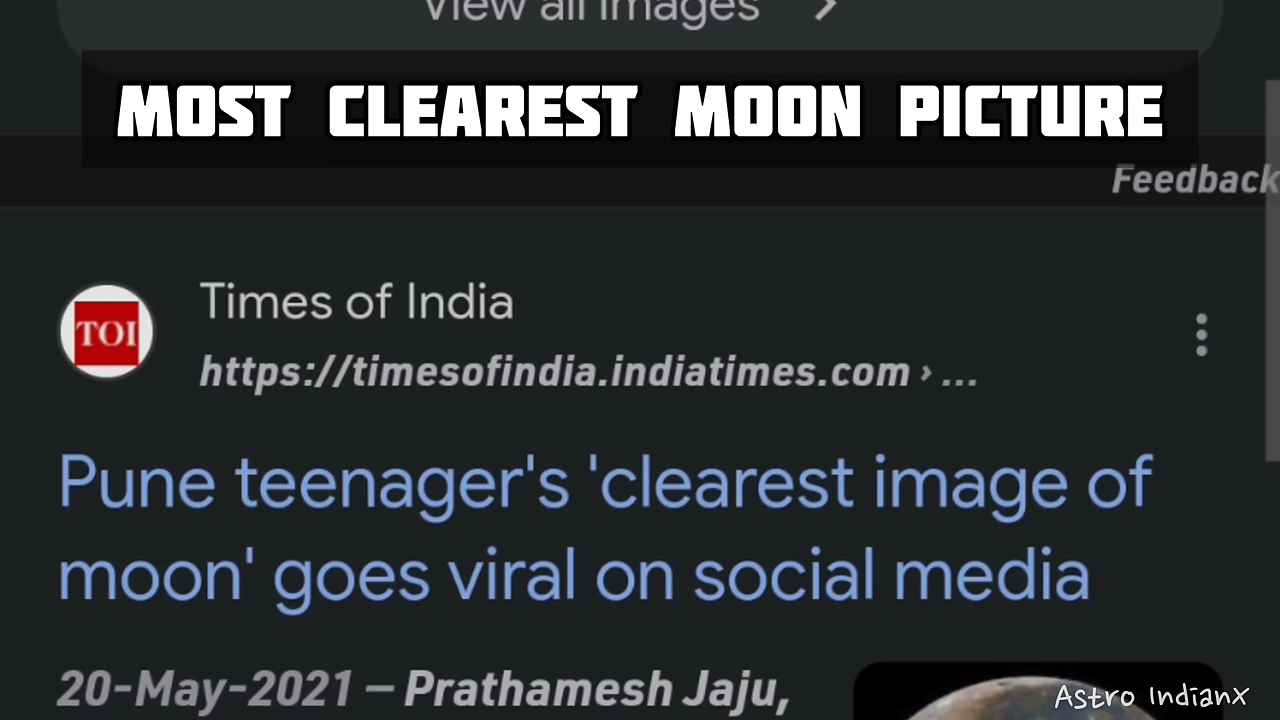 View all images
MOST CLEAREST MOON PICTURE
Feedback
Times of India
TOI
https://timesofindia.indiatimes.com › ...
Pune teenager's 'clearest image of
moon' goes viral on social media
20-May-2021 — Prathamesh Jaju,
Astro IndianX